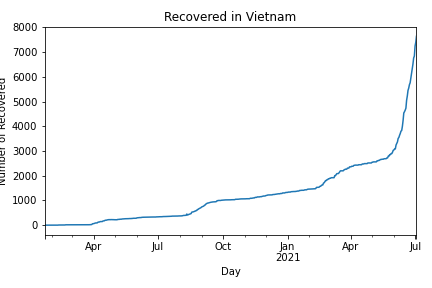 Recovered in Vietnam
Number of Recovered
8000
7000
6000
5000
4000
3000
2000
1000
0
Apr Jul Oct Jan Apr Jul
2021
Day